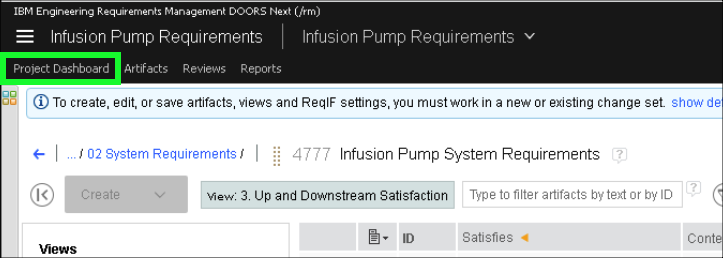 IBM Engineering Requirements Management DOORS Next (/rm)
Infusion Pump Requirements Infusion Pump Requirements
Project Dashboard Artifacts Reviews Reports
To create, edit, or save artifacts, views and ReqIF settings, you must work in a new or existing change set. show de
... / 02 System Requirements / 4777 Infusion Pump System Requirements ?
Create View: 3. Up and Downstream Satisfaction Type to filter artifacts by text or by ID ?
Views ID Satisfies Conte